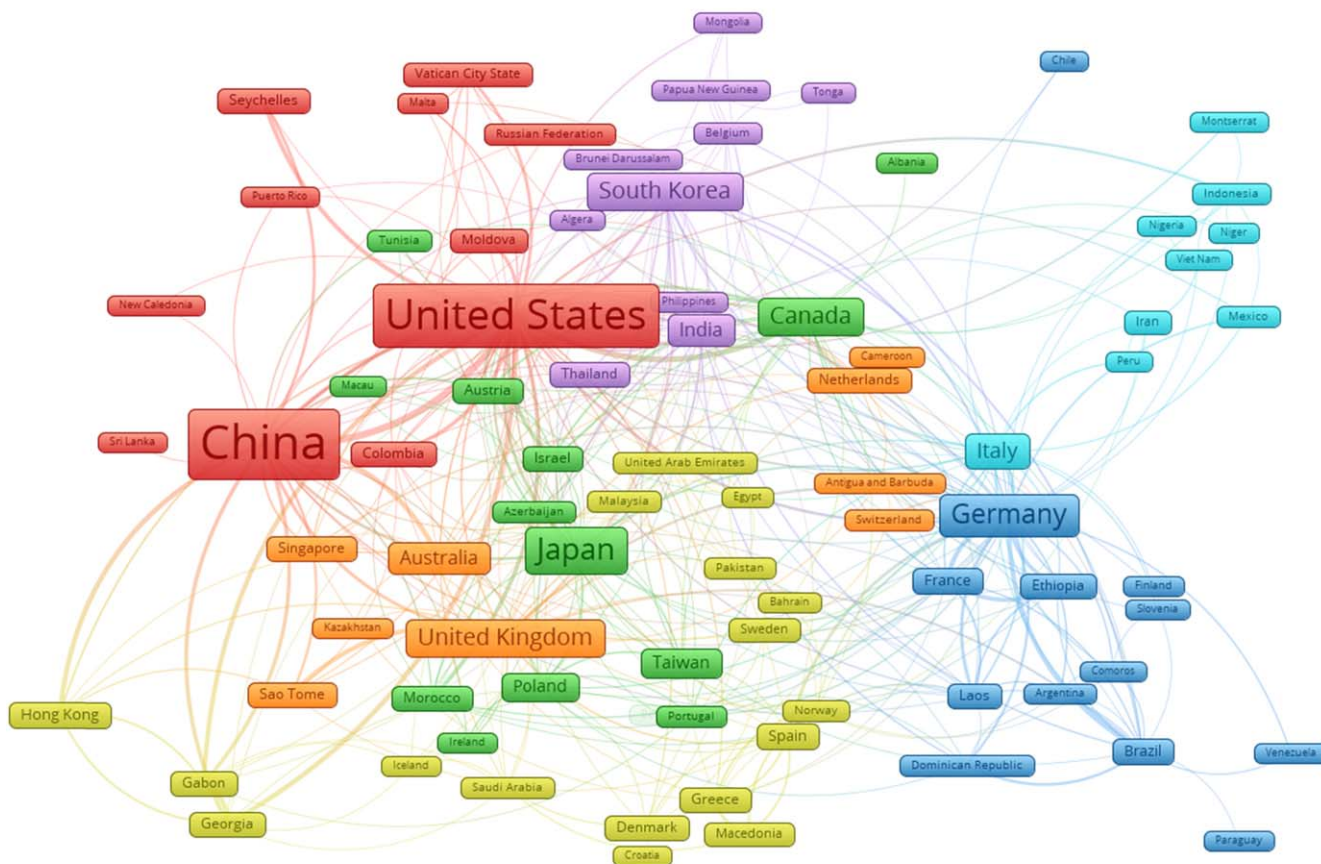 Mongolia
Chile
Vatican City State
Seychelles
Malta
Papua New Guinea
Tonga
Montserrat
Russian Federation
Belgium
Brunei Darussalam
Albania
South Korea
Indonesia
Puerto Rico
Algera
Nigeria
Niger
Tunisia
Moldova
Viet Nam
New Caledonia
United States
Philippines
India
Canada
Iran
Mexico
Cameroon
Peru
Thailand
Netherlands
Macau
Austria
China
Sri Lanka
Colombia
Israel
United Arab Emirates
Italy
Malaysia
Egypt
Antigua and Barbuda
Azerbaijan
Switzerland
Germany
Singapore
Australia
Japan
Pakistan
France
Ethiopia
Finland
Bahrain
Slovenia
Kazakhstan
United Kingdom
Sweden
Taiwan
Comoros
Sao Tome
Morocco
Poland
Laos
Argentina
Hong Kong
Portugal
Norway
Ireland
Spain
Brazil
Venezuela
Iceland
Dominican Republic
Gabon
Saudi Arabia
Greece
Georgia
Denmark
Macedonia
Croatia
Paraguay